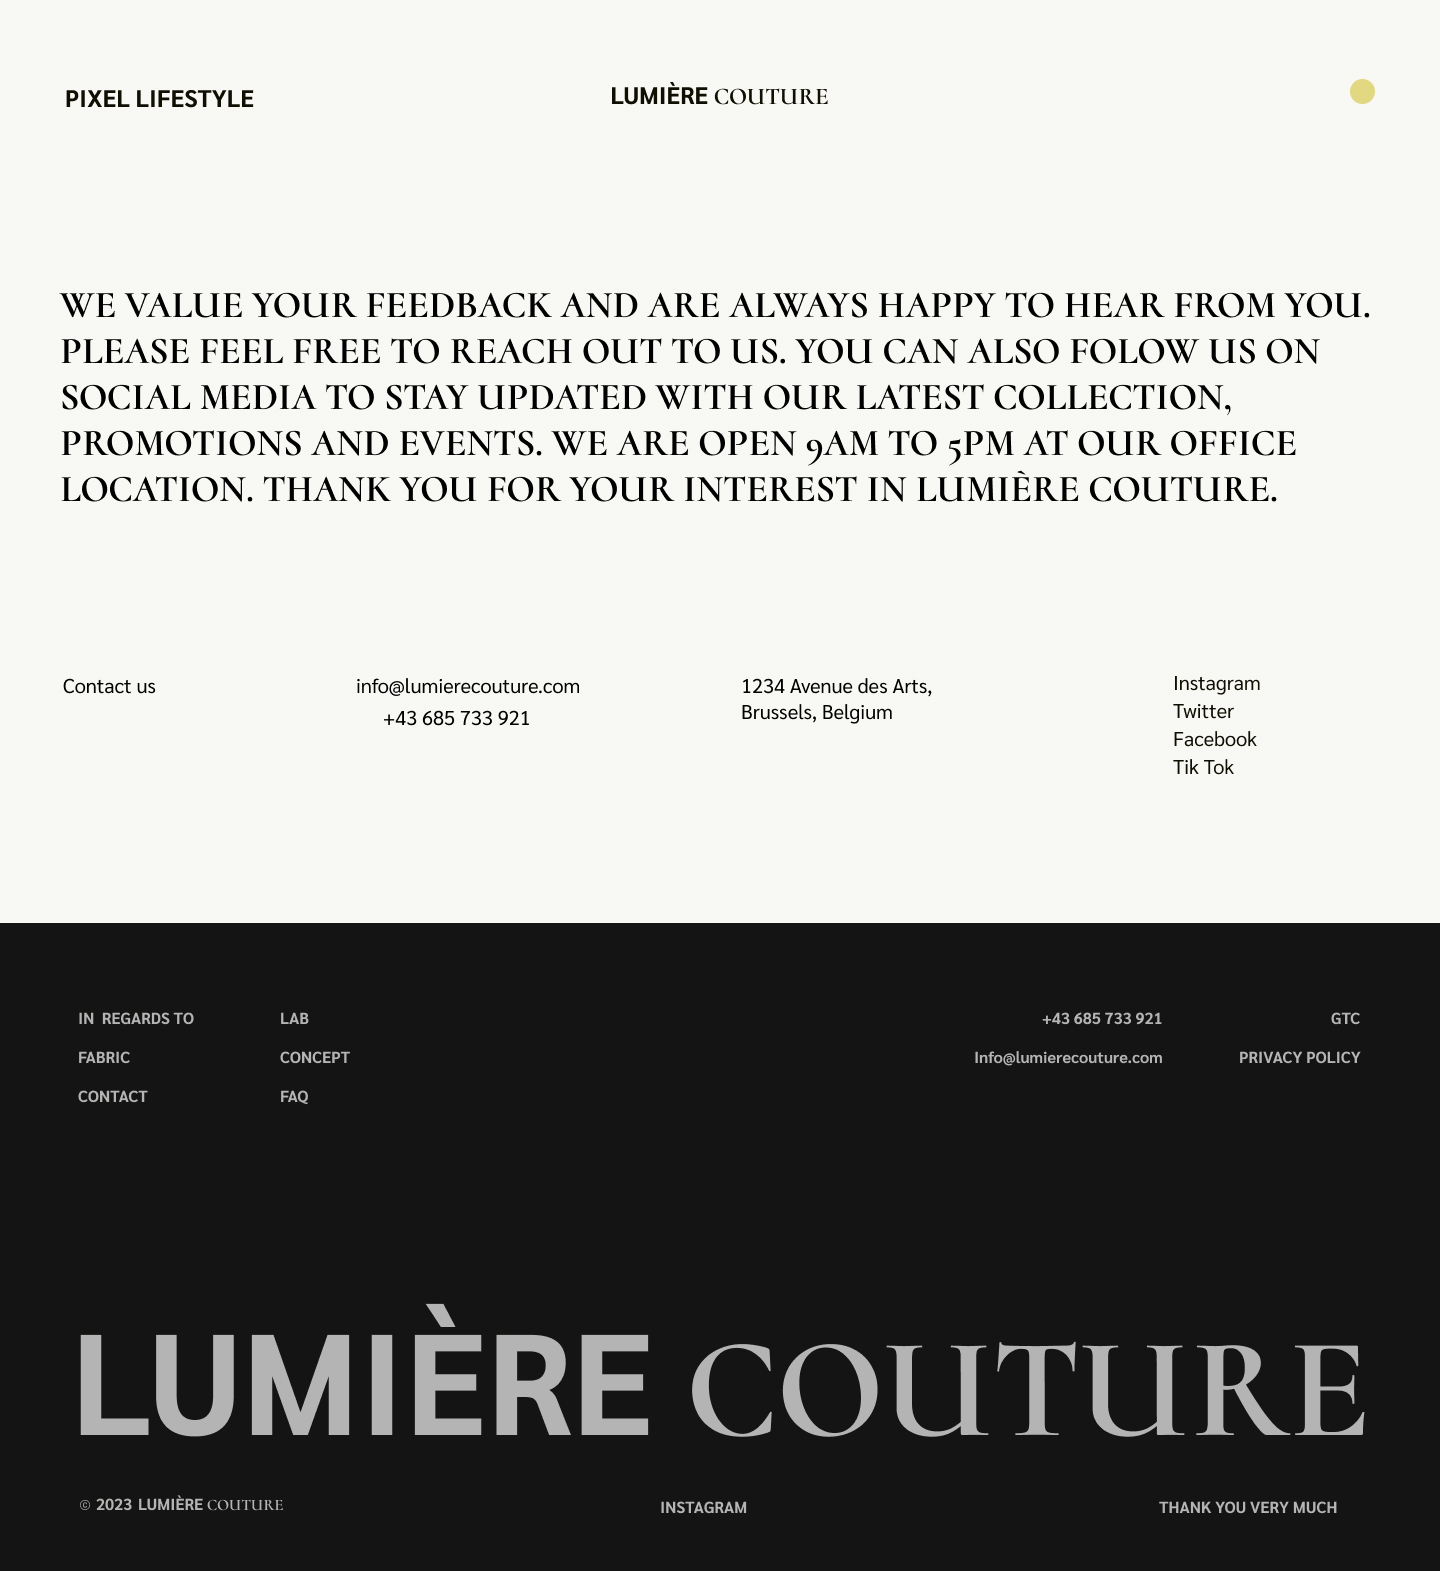 PIXEL LIFESTYLE
LUMIÈRE COUTURE
WE VALUE YOUR FEEDBACK AND ARE ALWAYS HAPPY TO HEAR FROM YOU.
PLEASE FEEL FREE TO REACH OUT TO US. YOU CAN ALSO FOLOW US ON
SOCIAL MEDIA TO STAY UPDATED WITH OUR LATEST COLLECTION,
PROMOTIONS AND EVENTS. WE ARE OPEN 9AM TO 5PM AT OUR OFFICE
LOCATION. THANK YOU FOR YOUR INTEREST IN LUMIÈRE COUTURE.
Contact us
info@lumierecouture.com
+43 685 733 921
1234 Avenue des Arts,
Brussels, Belgium
Instagram
Twitter
Facebook
Tik Tok
IN REGARDS TO
FABRIC
CONTACT
LAB
CONCEPT
FAQ
+43 685 733 921
Info@lumierecouture.com
GTC
PRIVACY POLICY
LUMIÈRE COUTURE
© 2023 LUMIÈRE COUTURE
INSTAGRAM
THANK YOU VERY MUCH